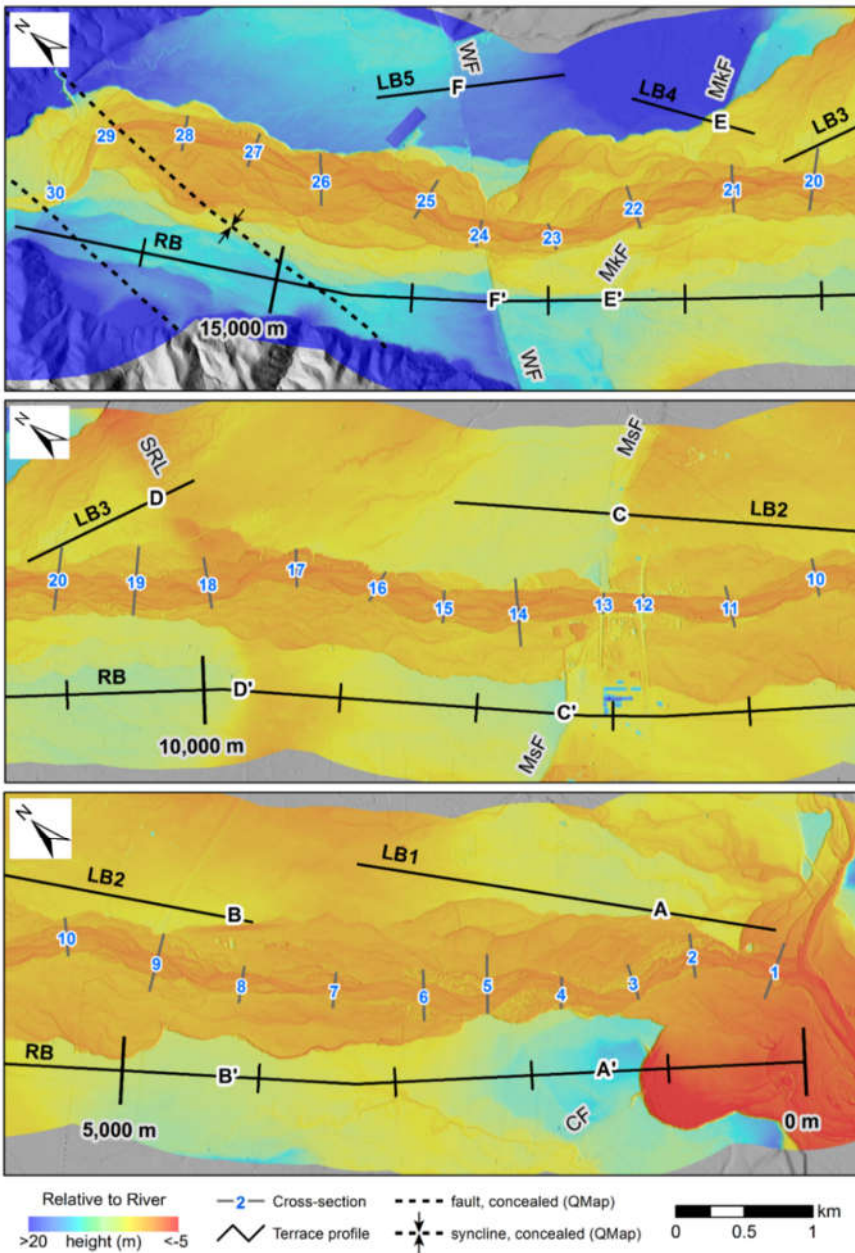 N
WF
LB5
F
MkF
LB4
E
LB3
29
28
27
26
25
24
23
22
21
20
30
RB
MkF
F'
E'
15,000 m
WF
N
SRL
D
LB3
MsF
C
LB2
20
19
18
17
16
15
14
13
12
11
10
RB
D'
C'
10,000 m
MsF
N
LB2
B
LB1
A
10
9
8
7
6
5
4
3
2
1
RB
B'
A'
5,000 m
CF
0 m
Relative to River
>20 height (m) <-5
2 Cross-section
Terrace profile
fault, concealed (QMap)
syncline, concealed (QMap)
km
0 0.5 1